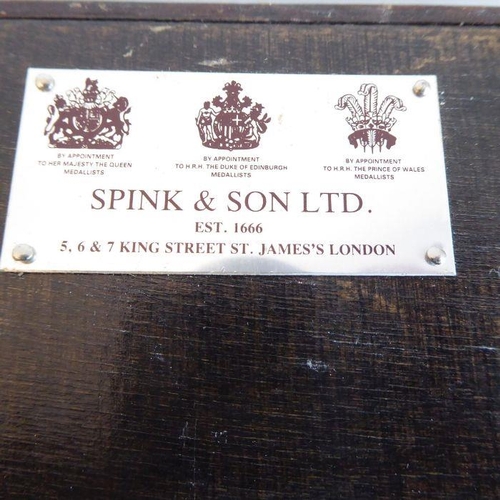 BY APPOINTMENT
TO HER MAJESTY THE QUEEN
MEDALLISTS
BY APPOINTMENT
TO H.R.H. THE DUKE OF EDINBURGH
MEDALLISTS
BY APPOINTMENT
TO H.R.H. THE PRINCE OF WALES
MEDALLISTS
SPINK & SON LTD.
EST. 1666
5, 6 & 7 KING STREET ST. JAMES'S LONDON